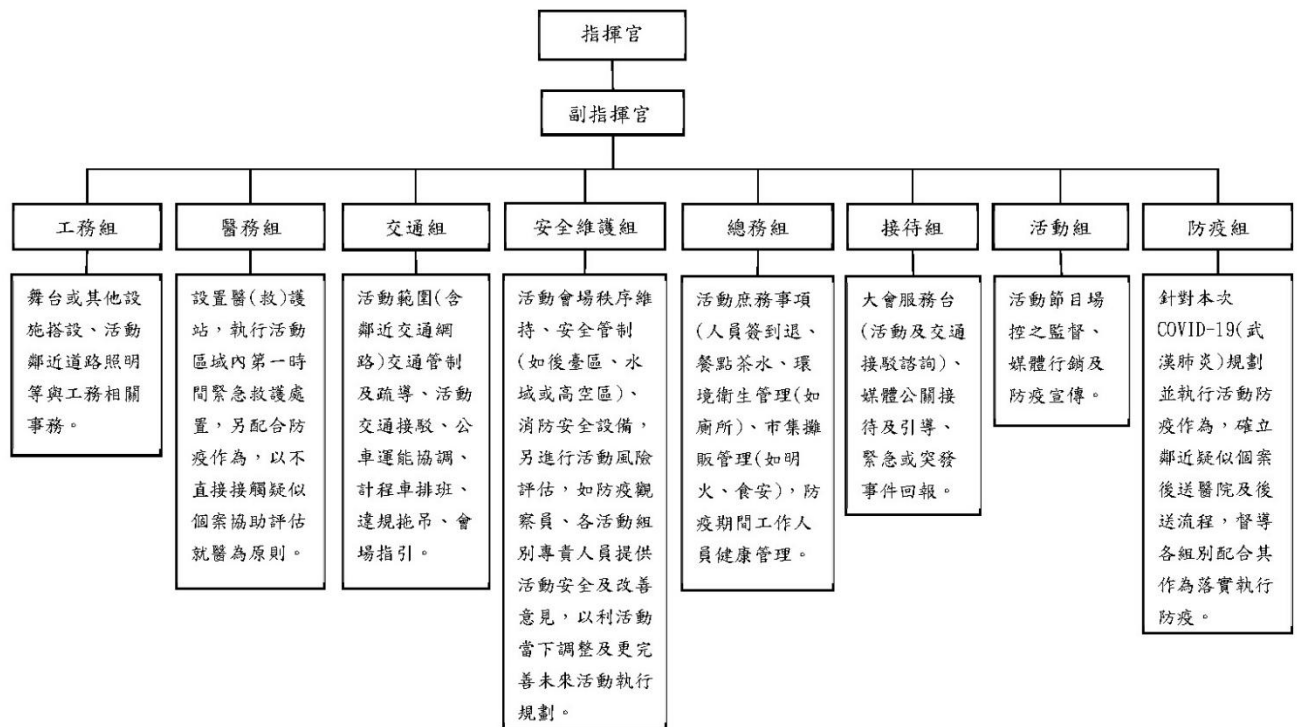 指揮官
副指揮官
工務組
舞台或其他設
施搭設、活動
鄰近道路照明
等與工務相關
事務。
醫務組
設置醫(救)護
站，執行活動
區域內第一時
間緊急救護處
置，另配合防
疫作為，以不
直接接觸疑似
個案協助評估
就醫為原則。
交通組
活動範圍(含
鄰近交通網
路)交通管制
及疏導、活動
交通接駁、公
車運能協調、
計程車排班、
違規拖吊、會
場指引。
安全維護組
活動會場秩序維
持、安全管制
(如後臺區、水
域或高空區)、
消防安全設備，
另進行活動風險
評估，如防疫觀
察員、各活動組
別專責人員提供
活動安全及改善
意見，以利活動
當下調整及更完
善未來活動執行
規劃。
總務組
活動庶務事項
(人員簽到退、
餐點茶水、環
境衛生管理(如
廁所)、市集攤
販管理(如明
火、食安)，防
疫期間工作人
員健康管理。
接待組
大會服務台
(活動及交通
接駁諮詢)、
媒體公關接
待及引導、
緊急或突發
事件回報。
活動組
活動節目場
控之監督、
媒體行銷及
防疫宣傳。
防疫組
針對本次
COVID-19(武
漢肺炎)規劃
並執行活動防
疫作為，確立
鄰近疑似個案
後送醫院及後
送流程，督導
各組別配合其
作為落實執行
防疫。